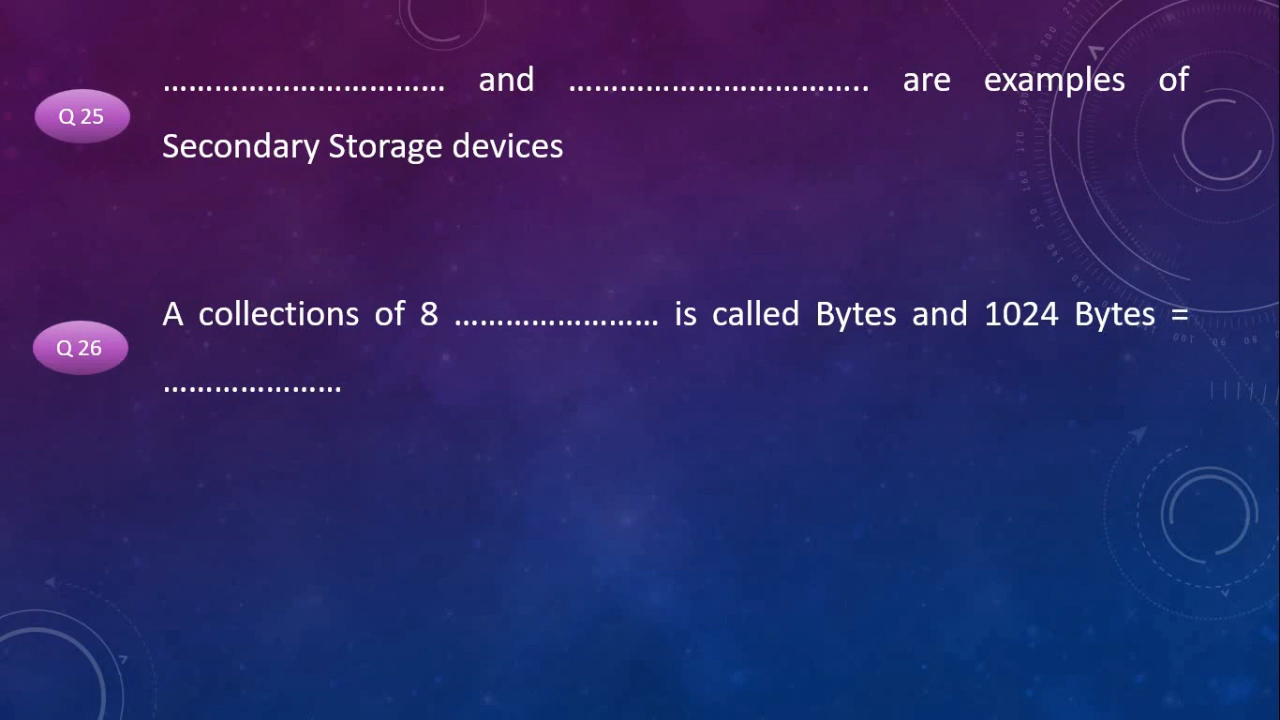 Q 25
................................. and .................................. are examples of
Secondary Storage devices
Q 26
A collections of 8 ........................ is called Bytes and 1024 Bytes =
.....................